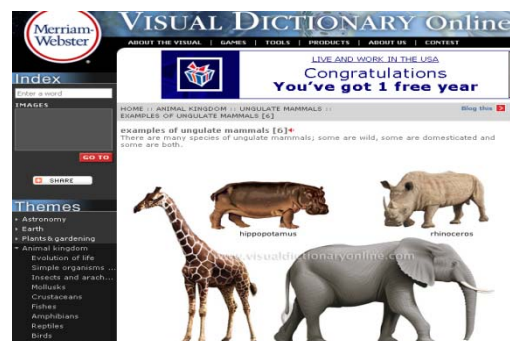 Merriam-
Webster
VISUAL DICTIONARY Online
ABOUT THE VISUAL | GAMES | TOOLS | PRODUCTS | ABOUT US | CONTEST
LIVE AND WORK IN THE USA
Congratulations
You've got 1 free year
Index
Enter a word
IMAGES
GO TO
SHARE
Themes
Astronomy
Earth
Plants & gardening
Animal kingdom
Evolution of life
Simple organisms ...
Insects and arach...
Mollusks
Crustaceans
Fishes
Amphibians
Reptiles
Birds
HOME :: ANIMAL KINGDOM :: UNGULATE MAMMALS ::
EXAMPLES OF UNGULATE MAMMALS [6]
Blog this
examples of ungulate mammals [6]
There are many species of ungulate mammals; some are wild, some are domesticated and
some are both.
hippopotamus
rhinoceros
www.visualdictionaryonline.com